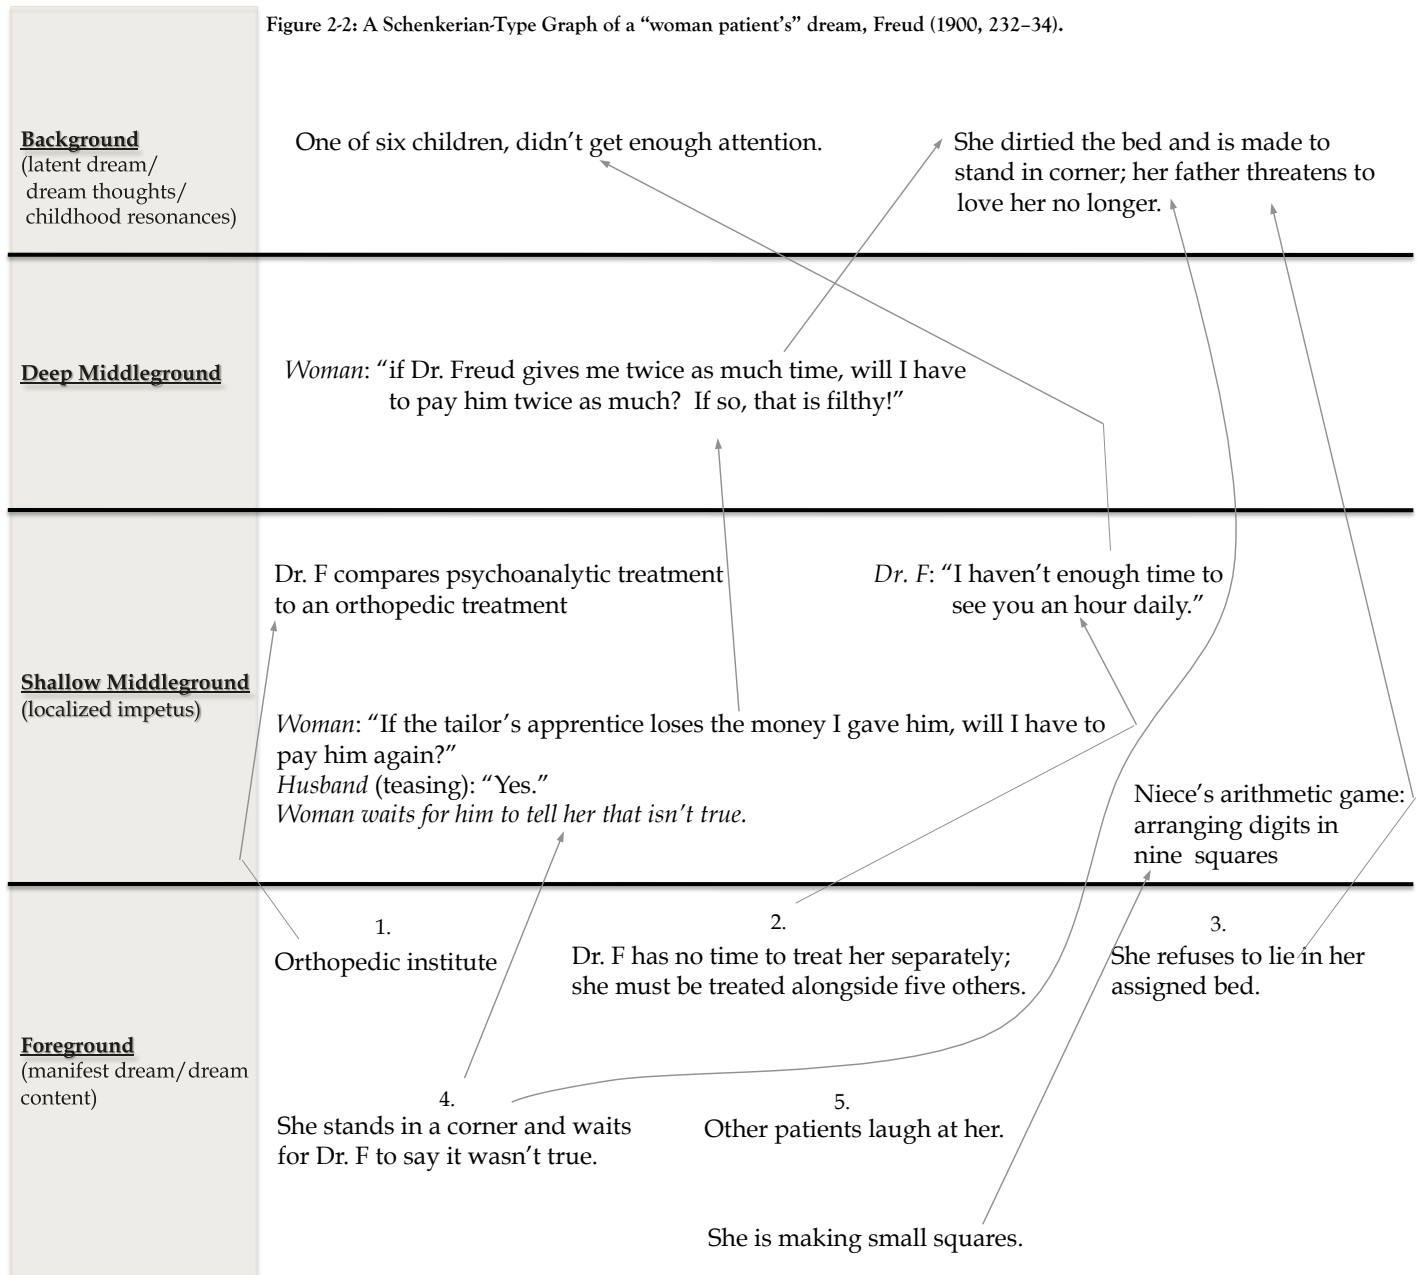 Figure 2-2: A Schenkerian-Type Graph of a “woman patient’s” dream, Freud (1900, 232–34).
Background
(latent dream/
dream thoughts/
childhood resonances)
One of six children, didn’t get enough attention.
She dirtied the bed and is made to
stand in corner; her father threatens to
love her no longer.
Deep Middleground
Woman: “if Dr. Freud gives me twice as much time, will I have
to pay him twice as much?  If so, that is filthy!”
Shallow Middleground
(localized impetus)
Dr. F compares psychoanalytic treatment
to an orthopedic treatment
Dr. F: “I haven’t enough time to
see you an hour daily.”
Woman: “If the tailor’s apprentice loses the money I gave him, will I have to
pay him again?”
Husband (teasing): “Yes.”
Woman waits for him to tell her that isn’t true.
Niece’s arithmetic game:
arranging digits in
nine  squares
Foreground
(manifest dream/dream
content)
1.
Orthopedic institute
2.
Dr. F has no time to treat her separately;
she must be treated alongside five others.
3.
She refuses to lie in her
assigned bed.
4.
She stands in a corner and waits
for Dr. F to say it wasn’t true.
5.
Other patients laugh at her.
She is making small squares.